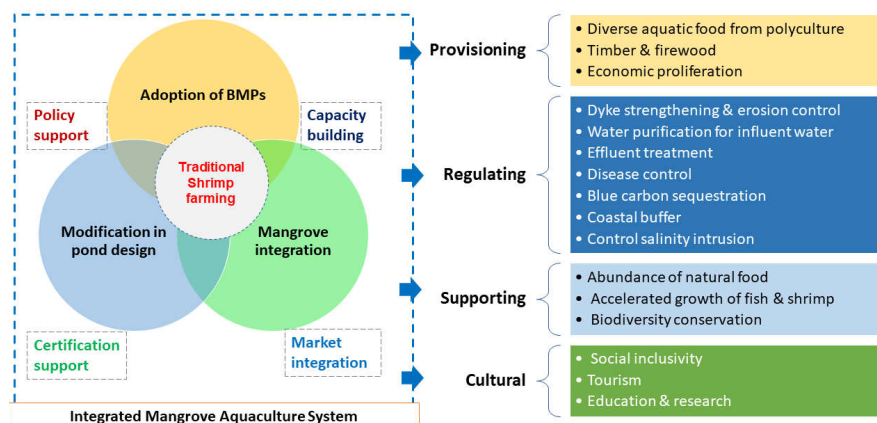 Adoption of BMPs
Policy
support
Capacity
building
Traditional
Shrimp
farming
Modification in
pond design
Mangrove
integration
Certification
support
Market
integration
Integrated Mangrove Aquaculture System
Provisioning
• Diverse aquatic food from polyculture
• Timber & firewood
• Economic proliferation
Regulating
• Dyke strengthening & erosion control
• Water purification for influent water
• Effluent treatment
• Disease control
• Blue carbon sequestration
• Coastal buffer
• Control salinity intrusion
Supporting
• Abundance of natural food
• Accelerated growth of fish & shrimp
• Biodiversity conservation
Cultural
• Social inclusivity
• Tourism
• Education & research